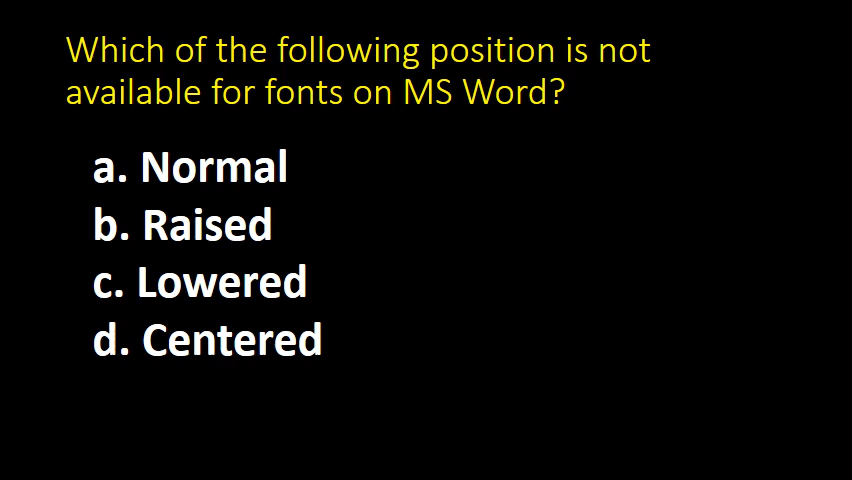 Which of the following position is not
available for fonts on MS Word?
a. Normal
b. Raised
c. Lowered
d. Centered